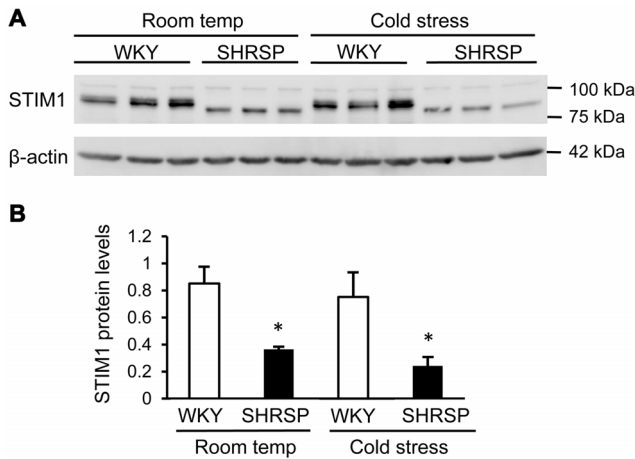 A
Room temp Cold stress
WKY SHRSP WKY SHRSP
STIM1
100 kDa
75 kDa
β-actin
42 kDa
B
STIM1 protein levels
1.2
1
0.8
0.6
0.4
0.2
0
* *
WKY SHRSP WKY SHRSP
Room temp Cold stress